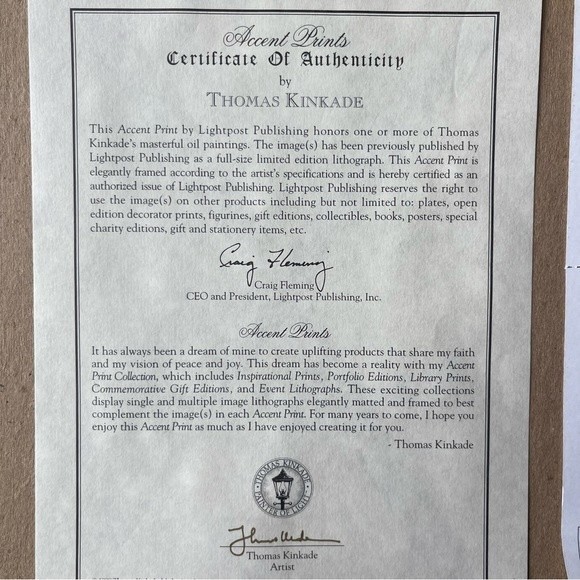 Accent Prints
Certificate Of Authenticity
by
THOMAS KINKADE
This Accent Print by Lightpost Publishing honors one or more of Thomas
Kinkade's masterful oil paintings. The image(s) has been previously published by
Lightpost Publishing as a full-size limited edition lithograph. This Accent Print is
elegantly framed according to the artist's specifications and is hereby certified as an
authorized issue of Lightpost Publishing. Lightpost Publishing reserves the right to
use the image(s) on other products including but not limited to: plates, open
edition decorator prints, figurines, gift editions, collectibles, books, posters, special
charity editions, gift and stationery items, etc.
Craig Fleming
Craig Fleming
CEO and President, Lightpost Publishing, Inc.
Accent Prints
It has always been a dream of mine to create uplifting products that share my faith
and my vision of peace and joy. This dream has become a reality with my Accent
Print Collection, which includes Inspirational Prints, Portfolio Editions, Library Prints,
Commemorative Gift Editions, and Event Lithographs. These exciting collections
display single and multiple image lithographs elegantly matted and framed to best
complement the image(s) in each Accent Print. For many years to come, I hope you
enjoy this Accent Print as much as I have enjoyed creating it for you.
- Thomas Kinkade
THOMAS KINKADE
PAINTER OF LIGHT
Thomas Kinkade
Artist